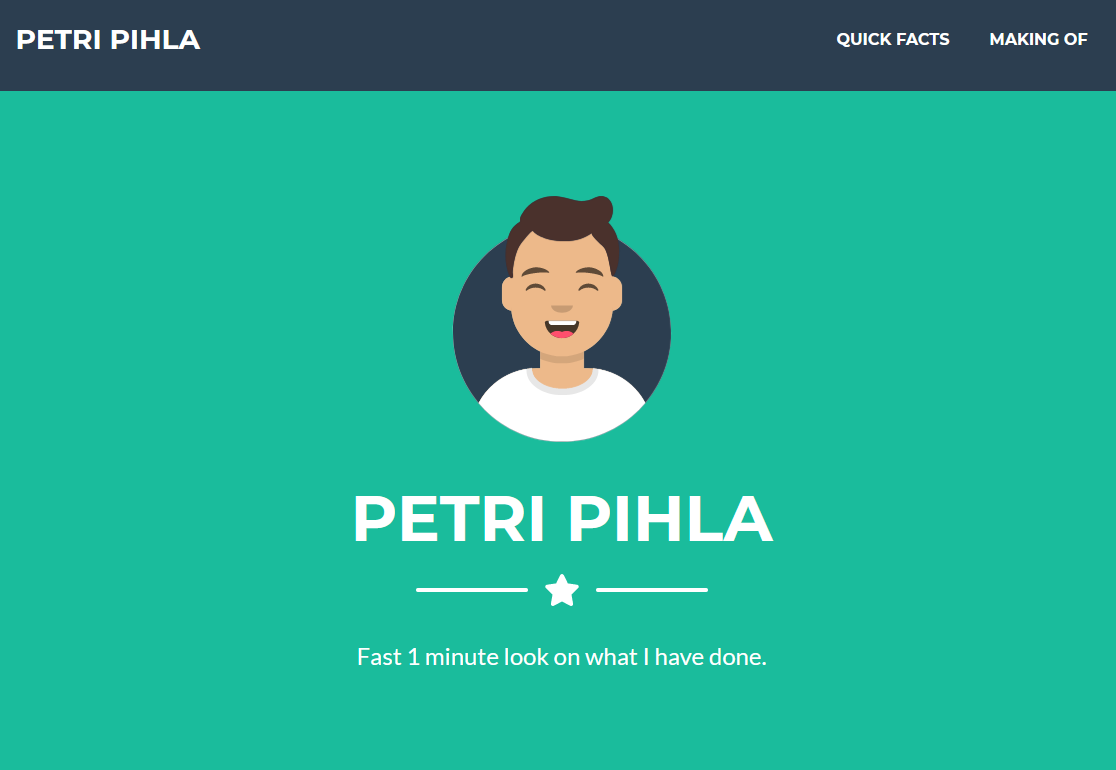 PETRI PIHLA
QUICK FACTS
MAKING OF
PETRI PIHLA
Fast 1 minute look on what I have done.